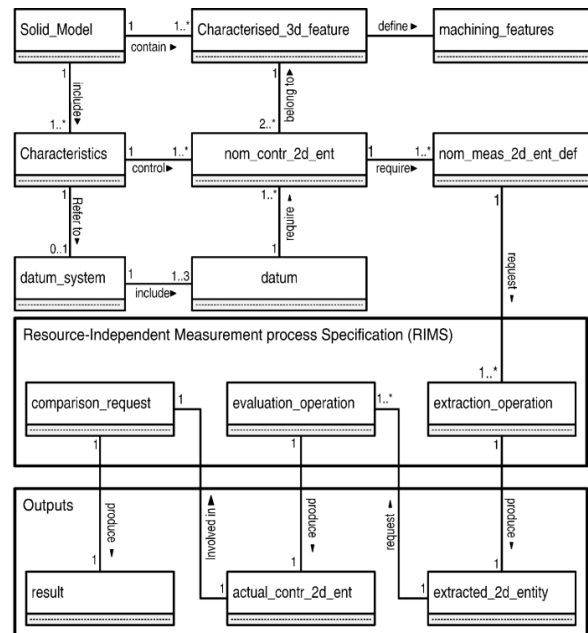 Solid_Model 1 1..* Characterised_3d_feature define► machining_features
contain ►
1 1
include► belong to►
1..* 2..*
Characteristics 1 1..* nom_contr_2d_ent 1 1..* nom_meas_2d_ent_def
control► require►
1 1..* 1
Refer to► require► request ►
0..1 1
datum_system 1 1..3 datum
include►
Resource-Independent Measurement process Specification (RIMS)
1..*
comparison_request 1 evaluation_operation 1..* extraction_operation
1 1 1
Outputs
produce ► Involved in► produce ► request ► produce ►
1 1 1
result 1 actual_contr_2d_ent 1 extracted_2d_entity